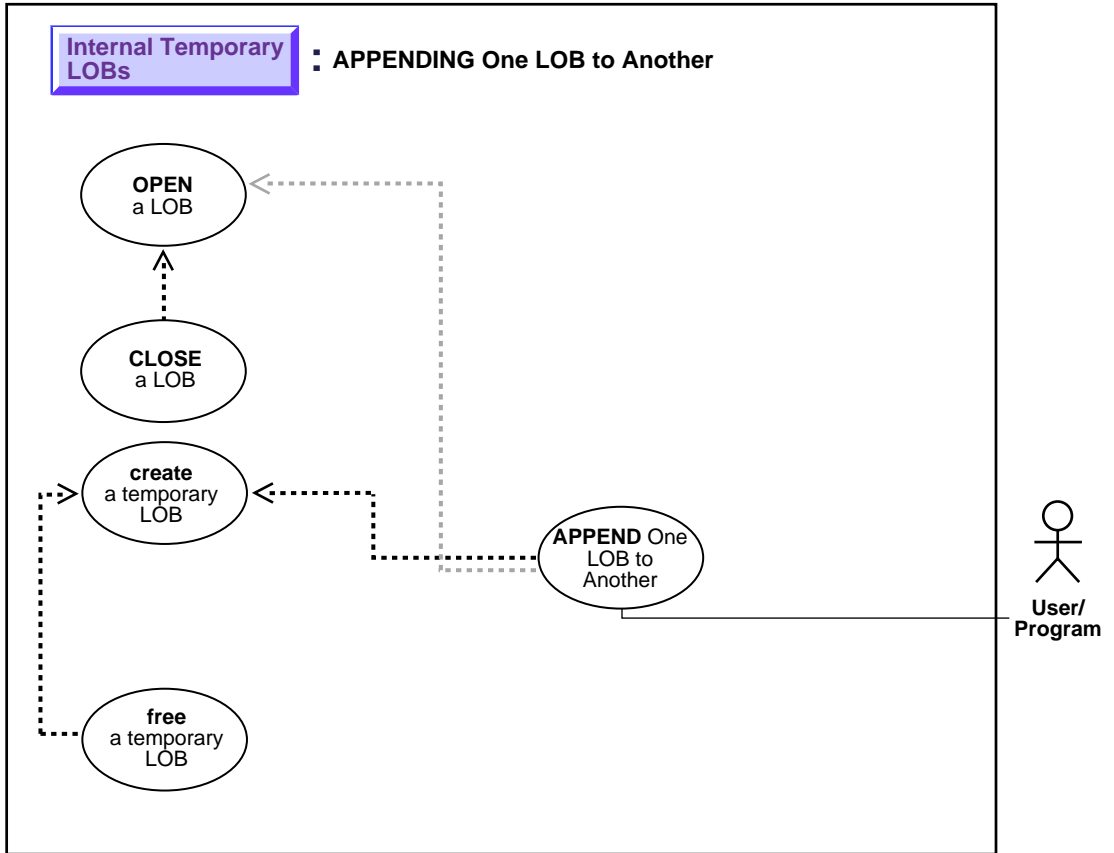 Internal Temporary
LOBs
: APPENDING One LOB to Another
OPEN
a LOB
CLOSE
a LOB
create
a temporary
LOB
APPEND One
LOB to
Another
User/
Program
free
a temporary
LOB